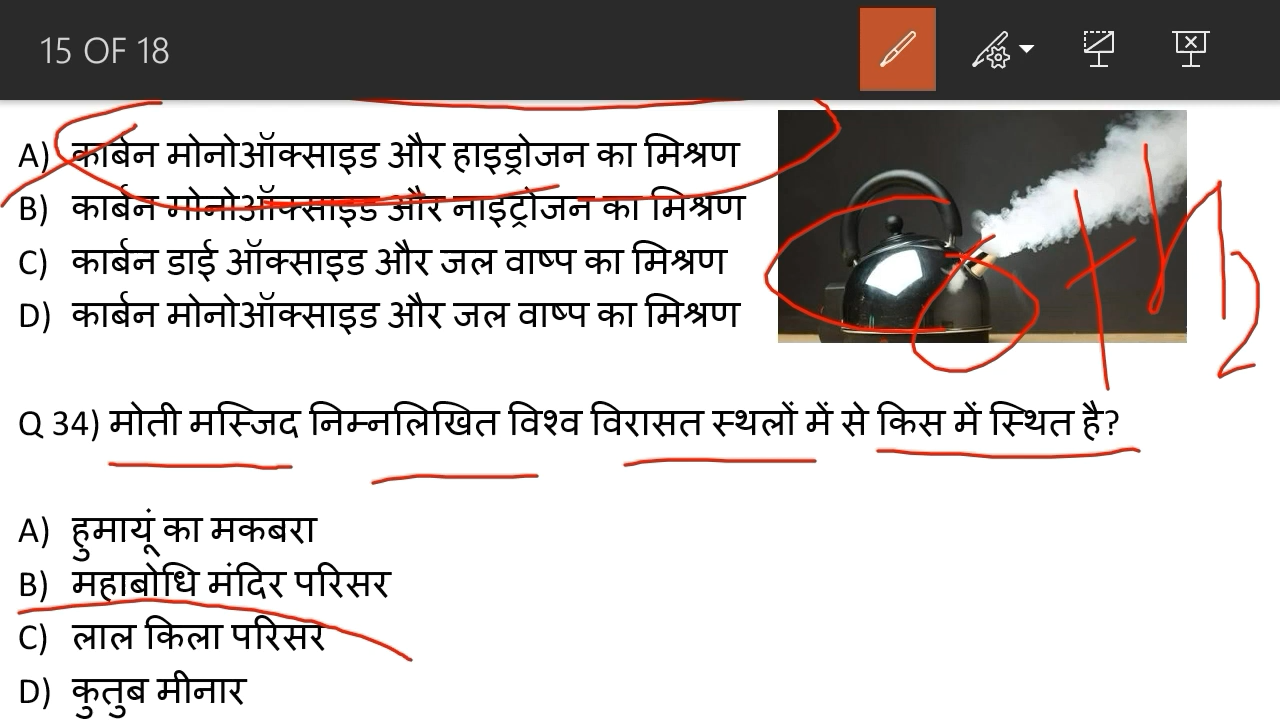 15 OF 18
A) कार्बन मोनोऑक्साइड और हाइड्रोजन का मिश्रण
B) कार्बन मोनोऑक्साइड और नाइट्रोजन का मिश्रण
C) कार्बन डाई ऑक्साइड और जल वाष्प का मिश्रण
D) कार्बन मोनोऑक्साइड और जल वाष्प का मिश्रण
CO+H2
Q 34) मोती मस्जिद निम्नलिखित विश्व विरासत स्थलों में से किस में स्थित है?
A) हुमायूं का मकबरा
B) महाबोधि मंदिर परिसर
C) लाल किला परिसर
D) कुतुब मीनार